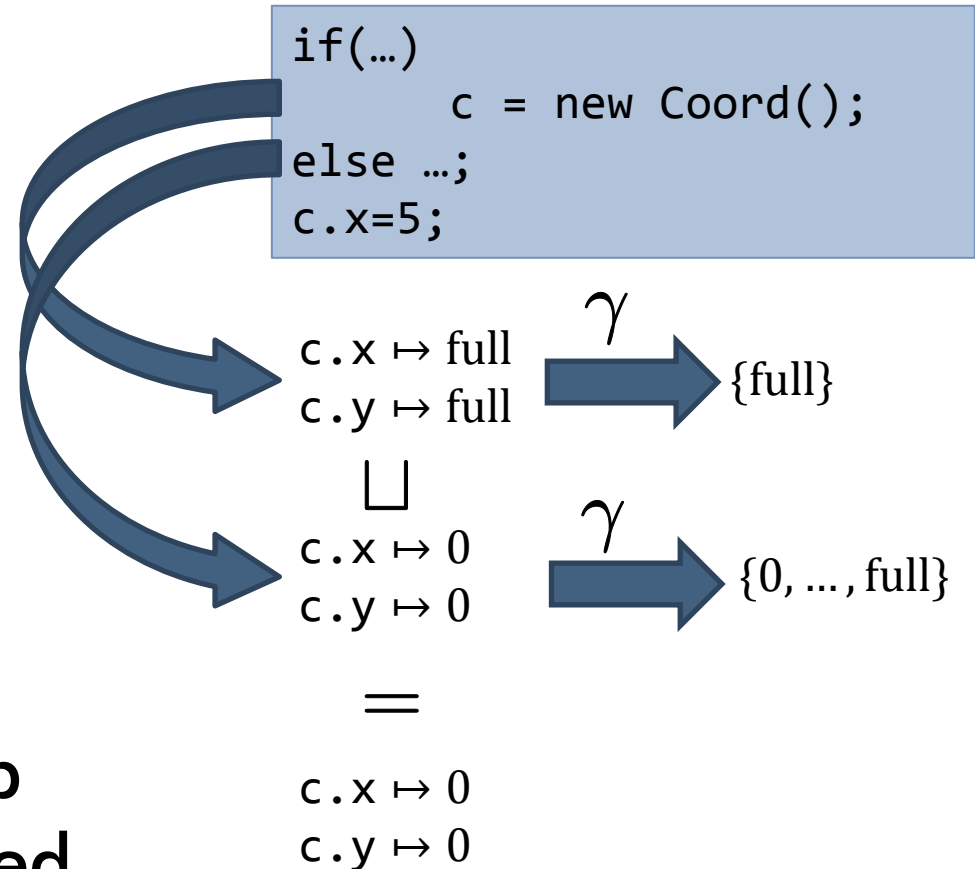 if(…)
c = new Coord();
else …;
c.x=5;
γ
c.x ↦ full
{full}
c.y ↦ full
⊔
γ
c.x ↦ 0
{0, … , full}
c.y ↦ 0
=
c.x ↦ 0
c.y ↦ 0